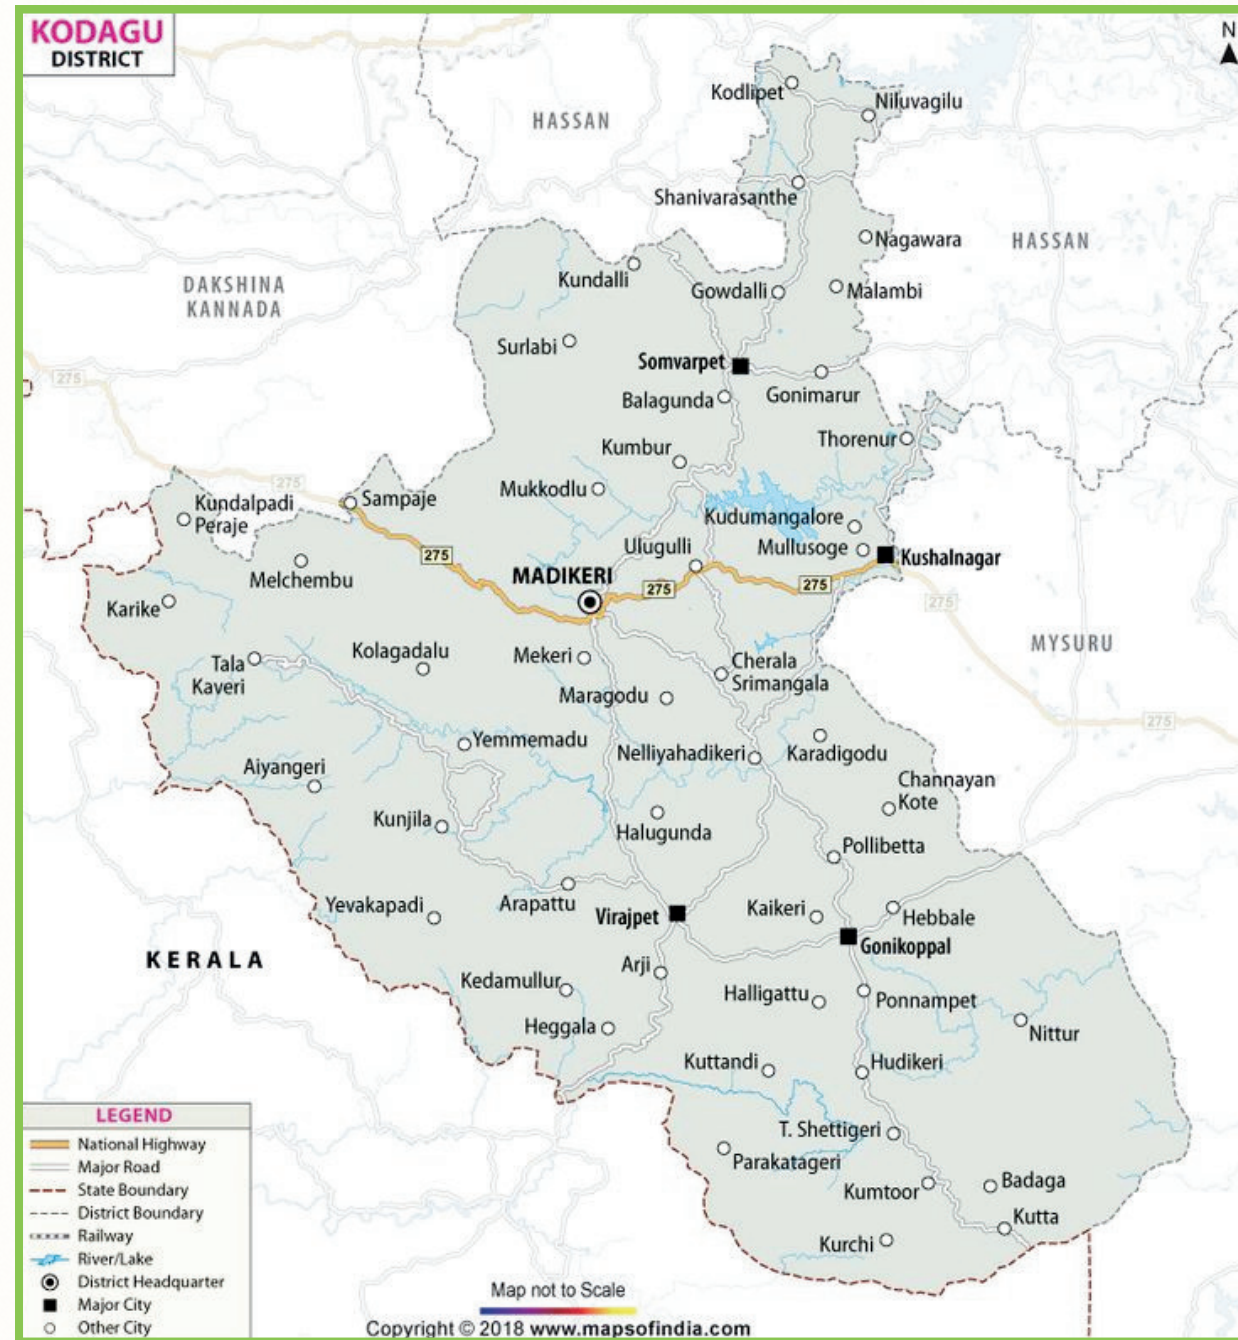 KODAGU
DISTRICT
N
HASSAN
Kodlipet
Niluvagilu
Shanivarasanthe
Nagawara
HASSAN
DAKSHINA
KANNADA
Kundalli
Gowdalli
Malambi
Surlabi
Somvarpet
275
275
Balagunda
Gonimarur
Kumbur
Thorenur
Mukkodlu
275
Sampaje
Kundalpadi
Peraje
Kudumangalore
Ulugulli
Mullusoge
Kushalnagar
275
Melchembu
MADIKERI
275
275
275
Karike
MYSURU
Tala
Kaveri
Kolagadalu
Mekeri
Cherala
Srimangala
Maragodu
275
Yemmemadu
Nelliyahadikeri
Karadigodu
Aiyangeri
Channayan
Kote
Kunjila
Halugunda
Pollibetta
Yevakapadi
Arapattu
Virajpet
Kaikeri
Hebbale
Gonikoppal
KERALA
Arji
Kedamullur
Halligattu
Ponnampet
Heggala
Nittur
Kuttandi
Hudikeri
T. Shettigeri
Parakatageri
Kumtoor
Badaga
Kutta
Kurchi
LEGEND
National Highway
Major Road
State Boundary
District Boundary
Railway
River/Lake
District Headquarter
Major City
Other City
Map not to Scale
Copyright © 2018 www.mapsofindia.com